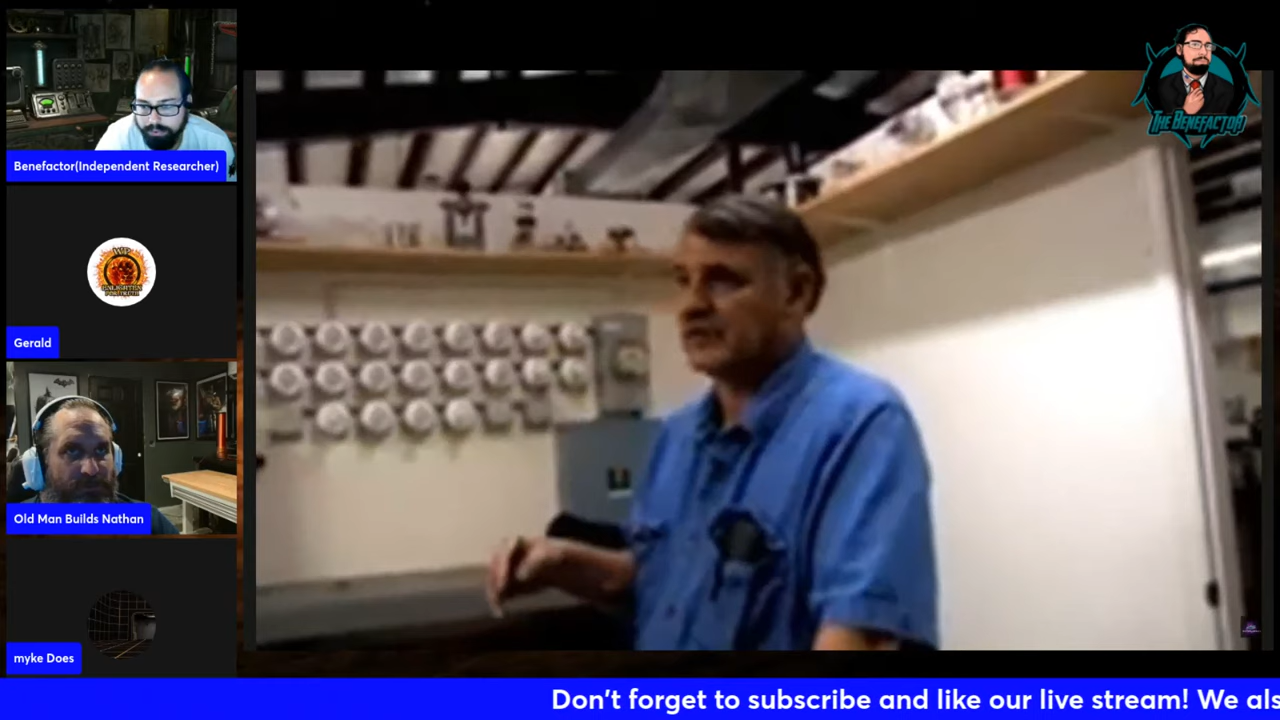 Benefactor(Independent Researcher)
THE BENEFACTOR
Gerald
Old Man Builds Nathan
myke Does
Don't forget to subscribe and like our live stream! We als